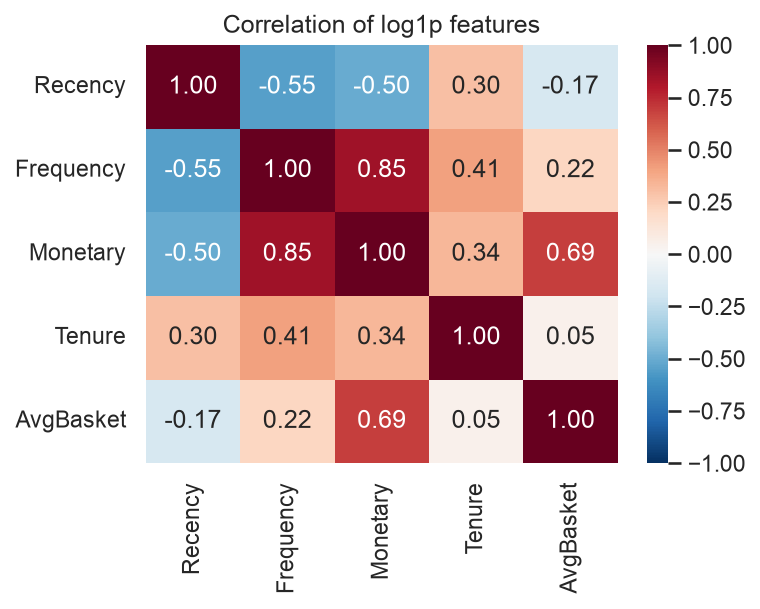 Correlation of log1p features
Recency 1.00 -0.55 -0.50 0.30 -0.17
Frequency -0.55 1.00 0.85 0.41 0.22
Monetary -0.50 0.85 1.00 0.34 0.69
Tenure 0.30 0.41 0.34 1.00 0.05
AvgBasket -0.17 0.22 0.69 0.05 1.00
Recency
Frequency
Monetary
Tenure
AvgBasket
1.00
0.75
0.50
0.25
0.00
−0.25
−0.50
−0.75
−1.00